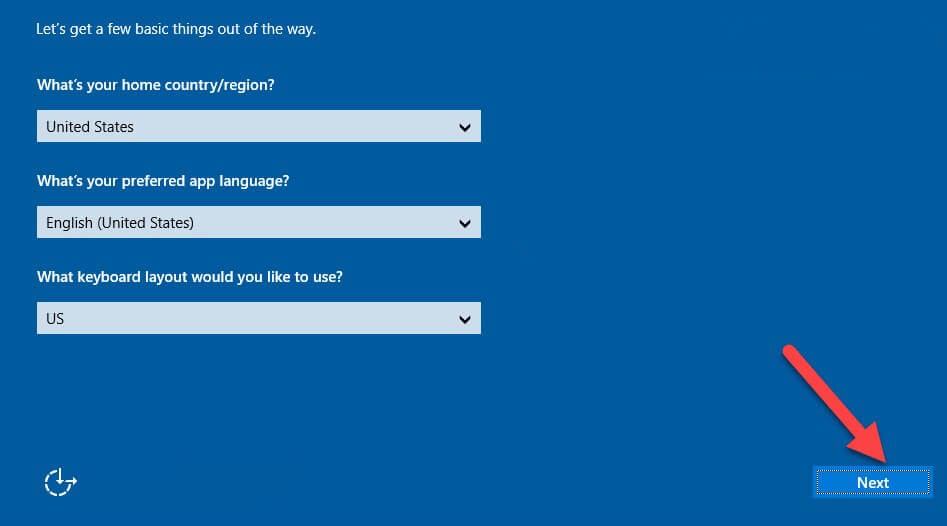 Let's get a few basic things out of the way.
What's your home country/region?
United States
What's your preferred app language?
English (United States)
What keyboard layout would you like to use?
US
Next